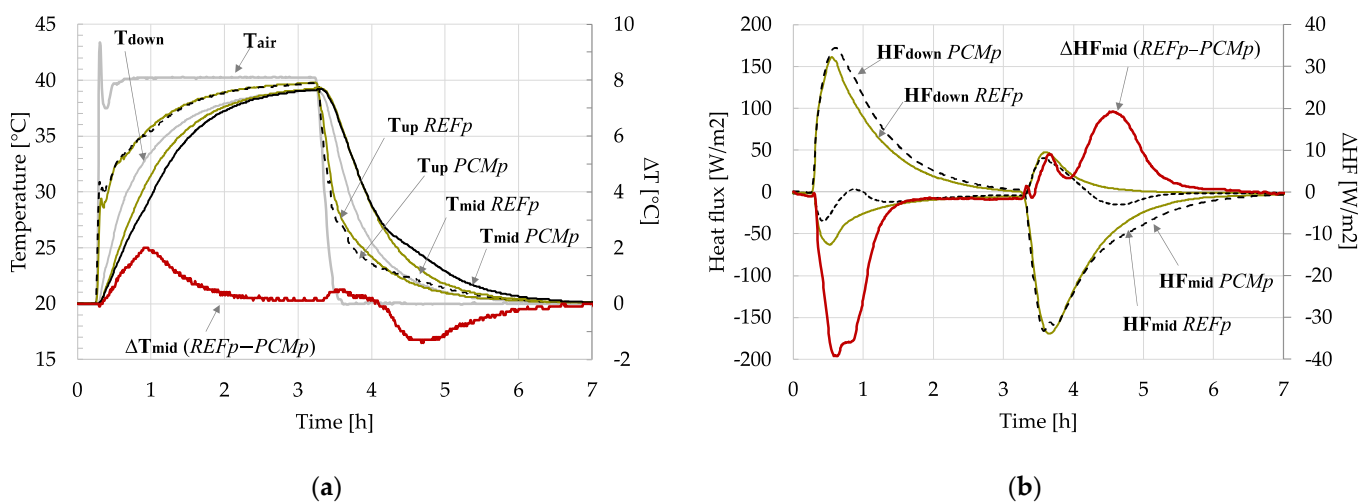 45
40
35
30
25
20
15
Temperature [°C]
10
8
6
4
2
0
-2
ΔT [°C]
0 1 2 3 4 5 6 7
Time [h]
Tdown
Tair
Tup REFp
Tup PCMp
Tmid REFp
Tmid PCMp
ΔTmid (REFp−PCMp)
(a)
200
150
100
50
0
-50
-100
-150
-200
Heat flux [W/m2]
40
30
20
10
0
-10
-20
-30
-40
ΔHF [W/m2]
0 1 2 3 4 5 6 7
Time [h]
HFdown PCMp
ΔHFmid (REFp–PCMp)
HFdown REFp
HFmid PCMp
HFmid REFp
(b)